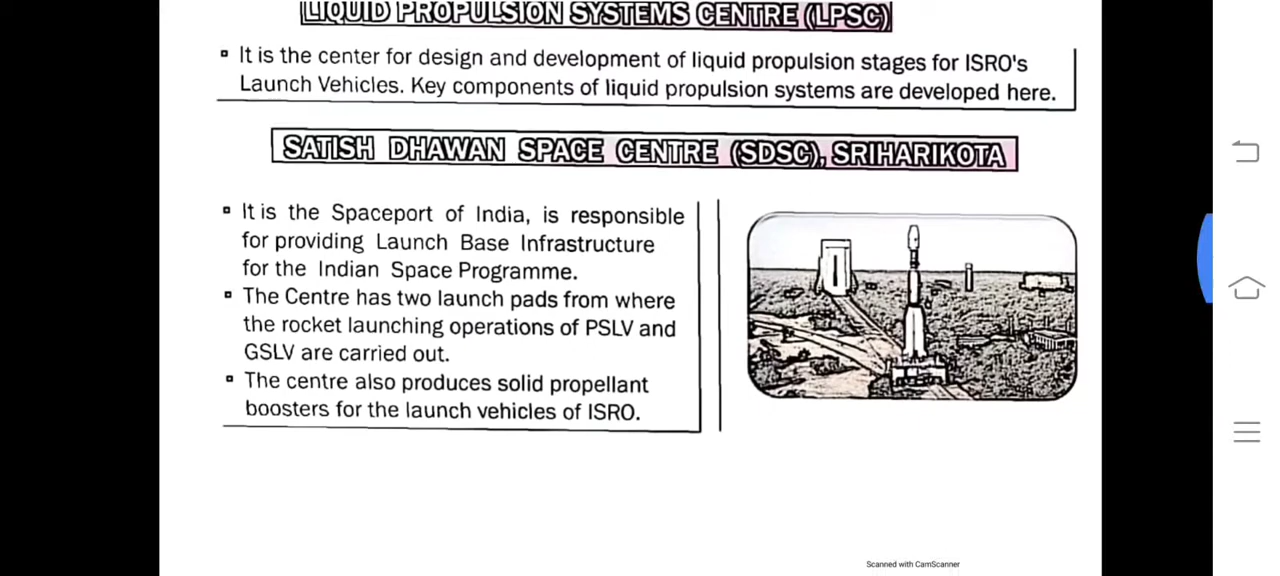 LIQUID PROPULSION SYSTEMS CENTRE (LPSC)
▫ It is the center for design and development of liquid propulsion stages for ISRO's
Launch Vehicles. Key components of liquid propulsion systems are developed here.
SATISH DHAWAN SPACE CENTRE (SDSC), SRIHARIKOTA
▫ It is the Spaceport of India, is responsible
for providing Launch Base Infrastructure
for the Indian Space Programme.
▫ The Centre has two launch pads from where
the rocket launching operations of PSLV and
GSLV are carried out.
▫ The centre also produces solid propellant
boosters for the launch vehicles of ISRO.
Scanned with CamScanner